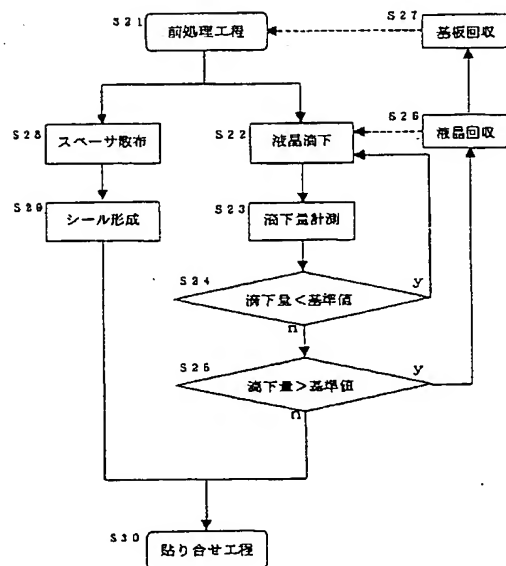 S21
前処理工程
S27
基板回収
S28
スペーサ散布
S22
液晶滴下
S26
液晶回収
S29
シール形成
S23
滴下量計測
S24
滴下量<基準値
y
n
S25
滴下量>基準値
y
n
S30
貼り合せ工程